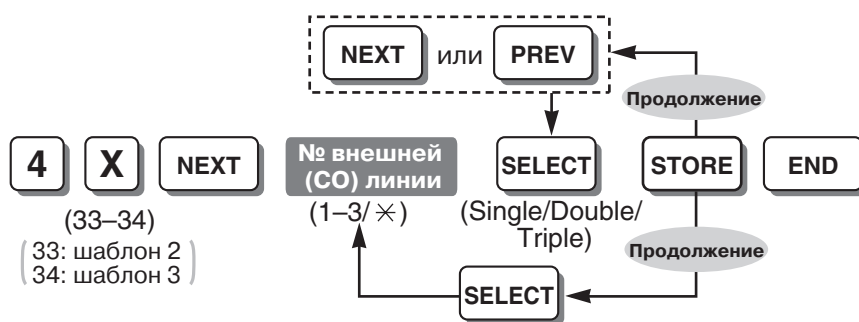 NEXT или PREV
Продолжение
4 X NEXT № внешней (СО) линии SELECT STORE END
(33–34) (1–3/ ✳) (Single/Double/Triple)
33: шаблон 2
34: шаблон 3
Продолжение
SELECT